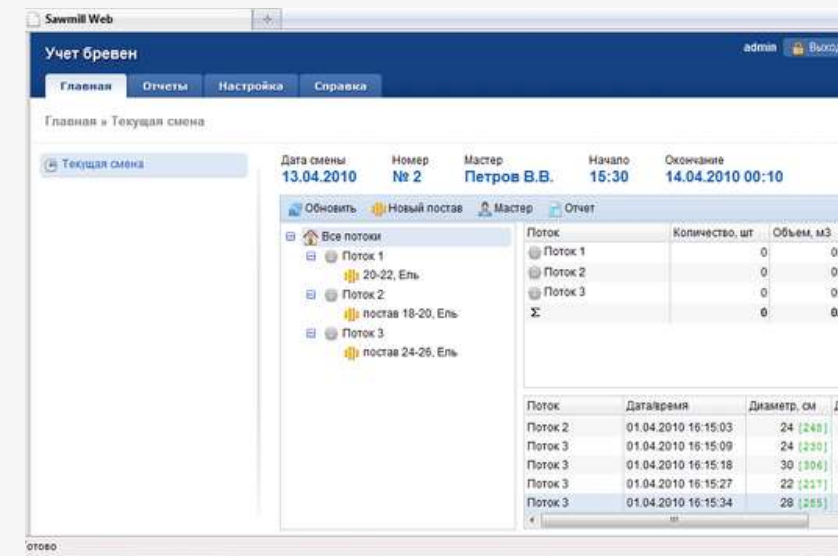 Sawmill Web
Учет бревен
admin
Главная Отчеты Настройка Справка
Главная » Текущая смена
Текущая смена
Дата смены Номер Мастер Начало Окончание
13.04.2010 № 2 Петров В.В. 15:30 14.04.2010 00:10
Обновить Новый постав Мастер Отчет
Все потоки
Поток 1
20-22, Ель
Поток 2
постав 18-20, Ель
Поток 3
постав 24-26, Ель
Поток Количество, шт Объем, м3
Поток 1 0 0
Поток 2 0 0
Поток 3 0 0
Σ 0 0
Поток Дата/время Диаметр, см
Поток 2 01.04.2010 16:15:03 24 [248]
Поток 3 01.04.2010 16:15:09 24 [230]
Поток 3 01.04.2010 16:15:18 30 [306]
Поток 3 01.04.2010 16:15:27 22 [217]
Поток 3 01.04.2010 16:15:34 28 [285]
отово